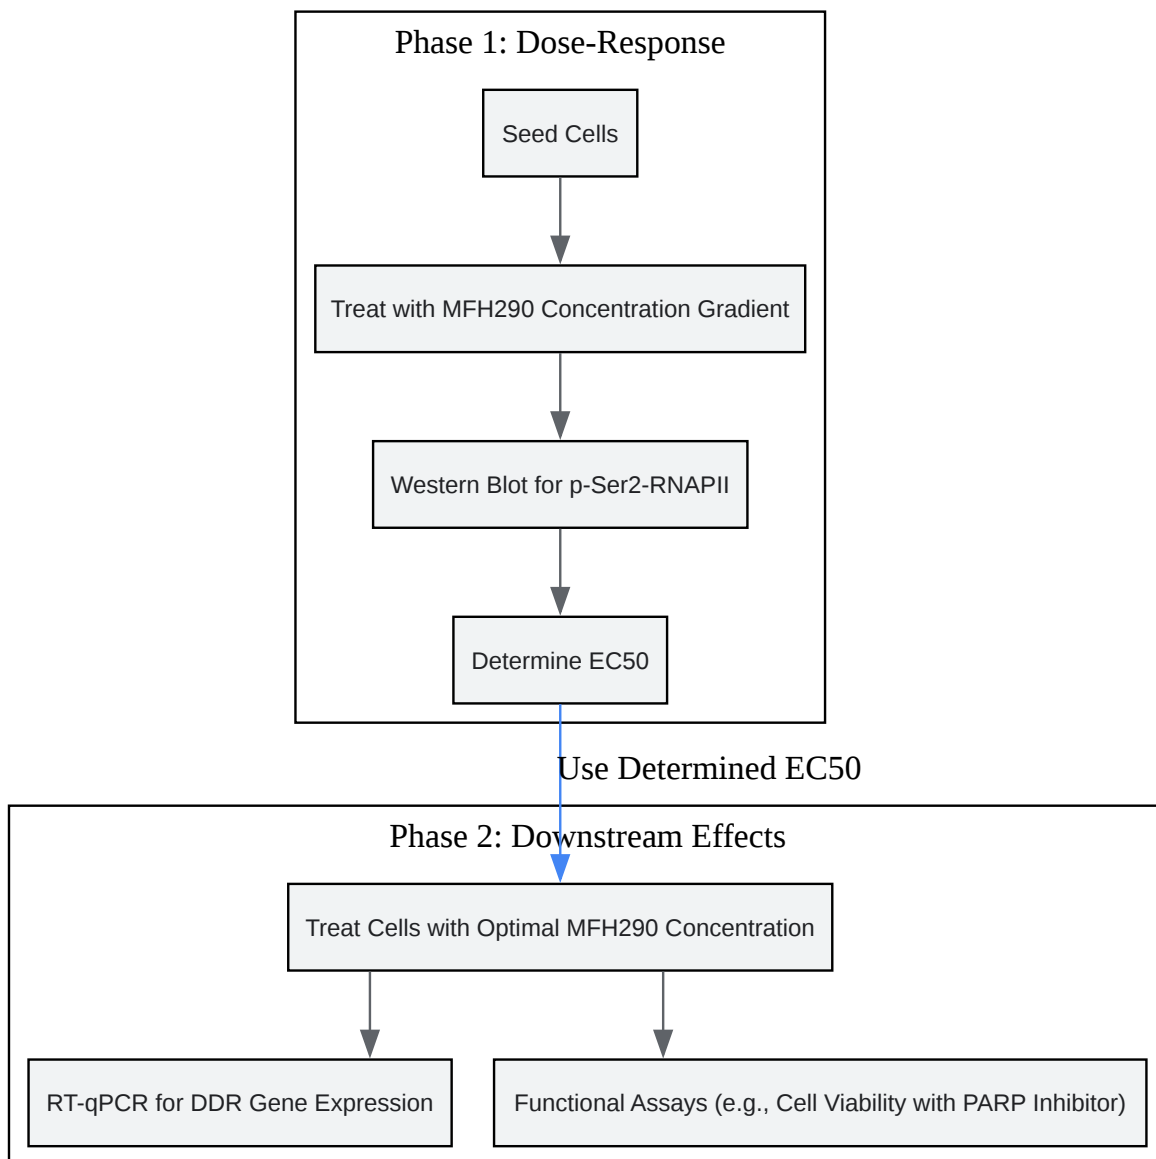 Phase 1: Dose-Response
Seed Cells
Treat with MFH290 Concentration Gradient
Western Blot for p-Ser2-RNAPII
Determine EC50
Use Determined EC50
Phase 2: Downstream Effects
Treat Cells with Optimal MFH290 Concentration
RT-qPCR for DDR Gene Expression
Functional Assays (e.g., Cell Viability with PARP Inhibitor)